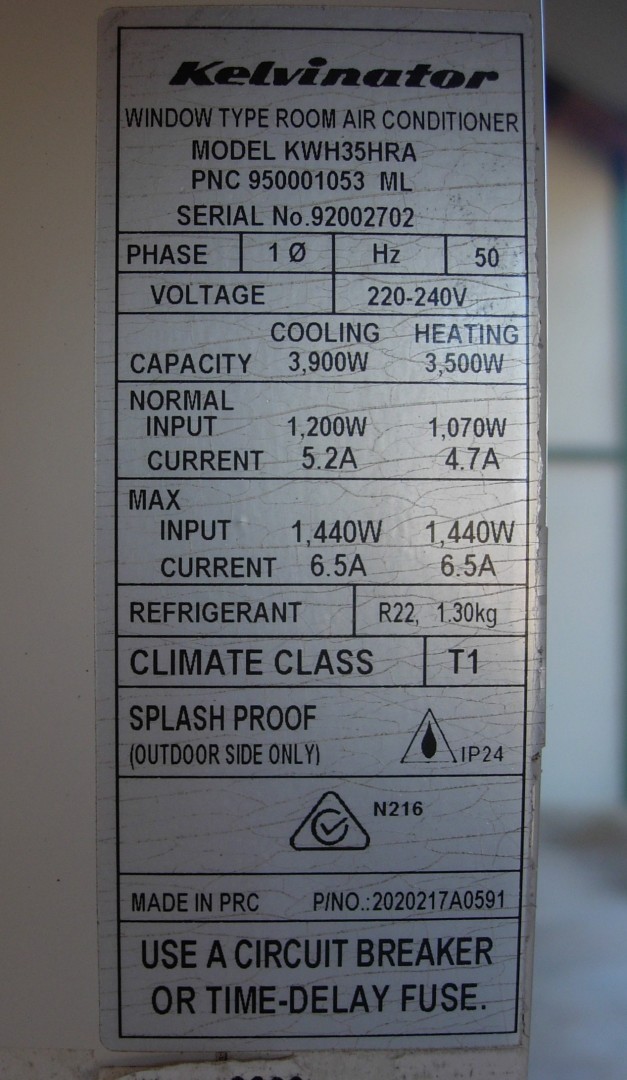 Kelvinator
WINDOW TYPE ROOM AIR CONDITIONER
MODEL KWH35HRA
PNC 950001053 ML
SERIAL No.92002702
PHASE 1 Ø Hz 50
VOLTAGE 220-240V
COOLING HEATING
CAPACITY 3,900W 3,500W
NORMAL
INPUT 1,200W 1,070W
CURRENT 5.2A 4.7A
MAX
INPUT 1,440W 1,440W
CURRENT 6.5A 6.5A
REFRIGERANT R22, 1.30kg
CLIMATE CLASS T1
SPLASH PROOF
(OUTDOOR SIDE ONLY) IP24
N216
MADE IN PRC P/NO.:2020217A0591
USE A CIRCUIT BREAKER
OR TIME-DELAY FUSE.